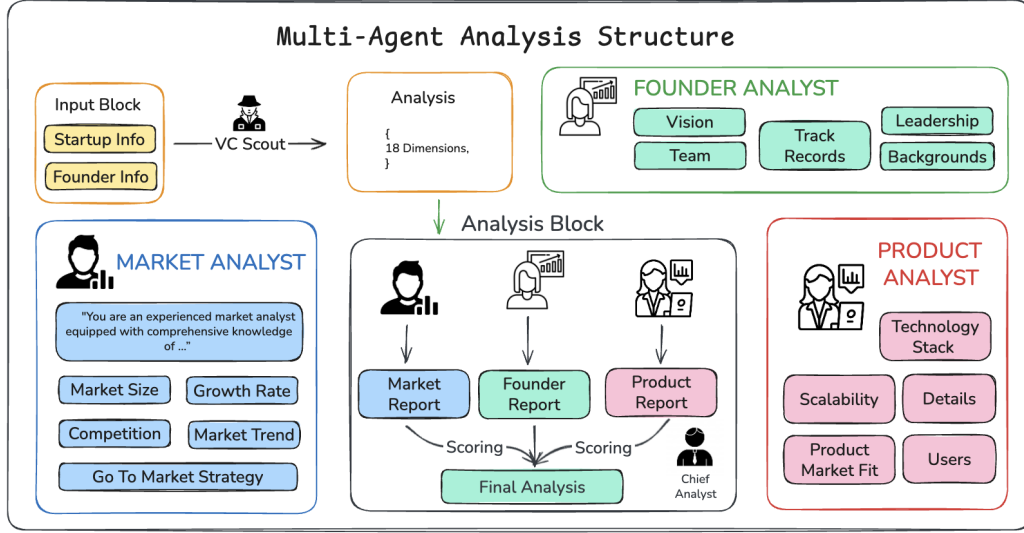 Multi-Agent Analysis Structure
Input Block
Startup Info
Founder Info
VC Scout
Analysis
{
18 Dimensions,
}
FOUNDER ANALYST
Vision
Team
Track
Records
Leadership
Backgrounds
MARKET ANALYST
"You are an experienced market analyst
equipped with comprehensive knowledge
of ..."
Market Size
Growth Rate
Competition
Market Trend
Go To Market Strategy
Analysis Block
Market
Report
Founder
Report
Product
Report
Scoring
Scoring
Final Analysis
Chief
Analyst
PRODUCT
ANALYST
Technology
Stack
Scalability
Details
Product
Market Fit
Users